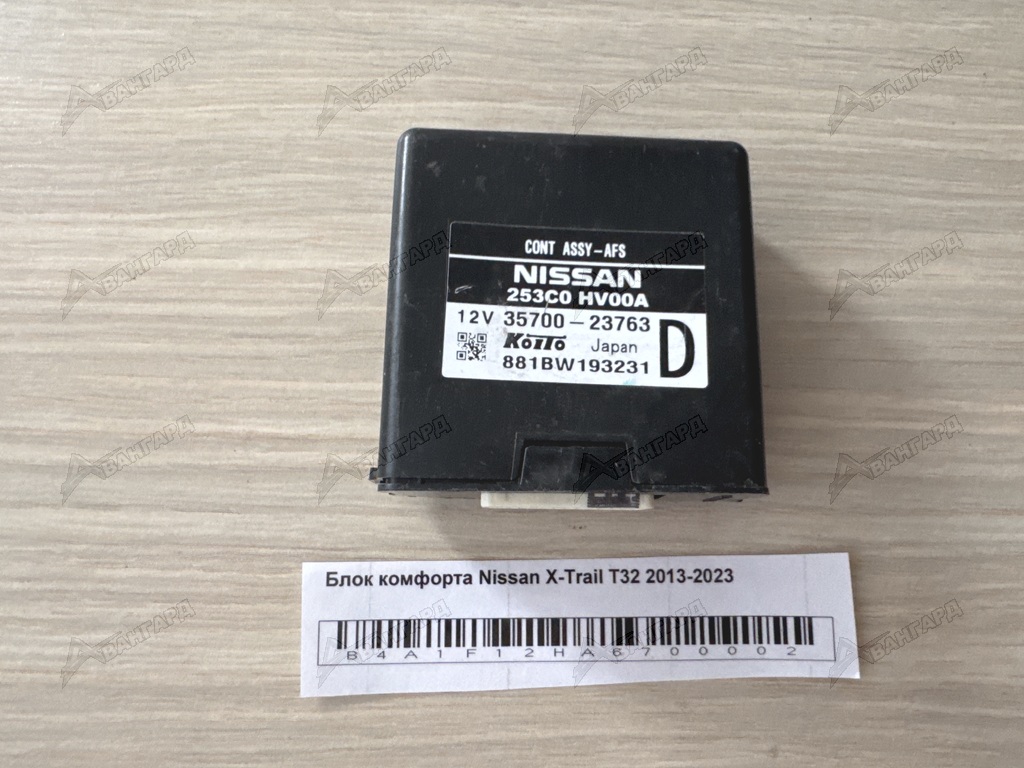 CONT ASSY-AFS
NISSAN
253C0 HV00A
12V 35700-23763
KOITO Japan
D
881BW193231
Блок комфорта Nissan X-Trail T32 2013-2023
B4A1F12HA6700002
АВАНГАРД